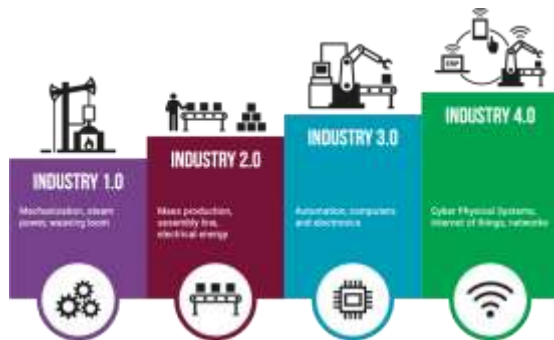 ERP
INDUSTRY 1.0
Mechanization, steam
power, weaving loom
INDUSTRY 2.0
Mass production,
assembly line,
electrical energy
INDUSTRY 3.0
Automation, computers
and electronics
INDUSTRY 4.0
Cyber Physical Systems,
internet of things, networks